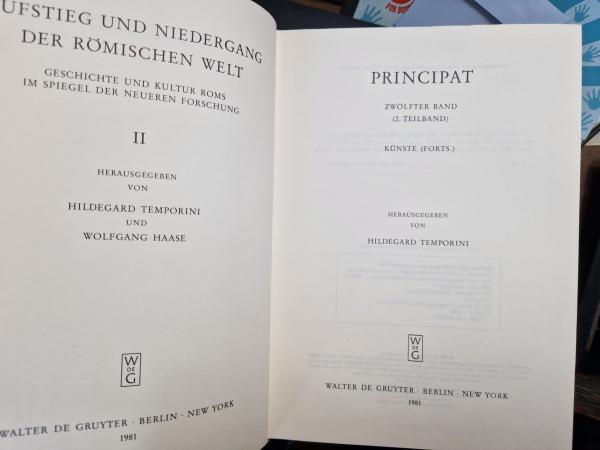 UFSTIEG UND NIEDERGANG
DER RÖMISCHEN WELT
GESCHICHTE UND KULTUR ROMS
IM SPIEGEL DER NEUEREN FORSCHUNG
II
HERAUSGEGEBEN
VON
HILDEGARD TEMPORINI
UND
WOLFGANG HAASE
W
DE
G
WALTER DE GRUYTER · BERLIN · NEW YORK
1981
PRINCIPAT
ZWÖLFTER BAND
(2. TEILBAND)
KÜNSTE (FORTS.)
HERAUSGEGEBEN
VON
HILDEGARD TEMPORINI
W
DE
G
WALTER DE GRUYTER · BERLIN · NEW YORK
1981